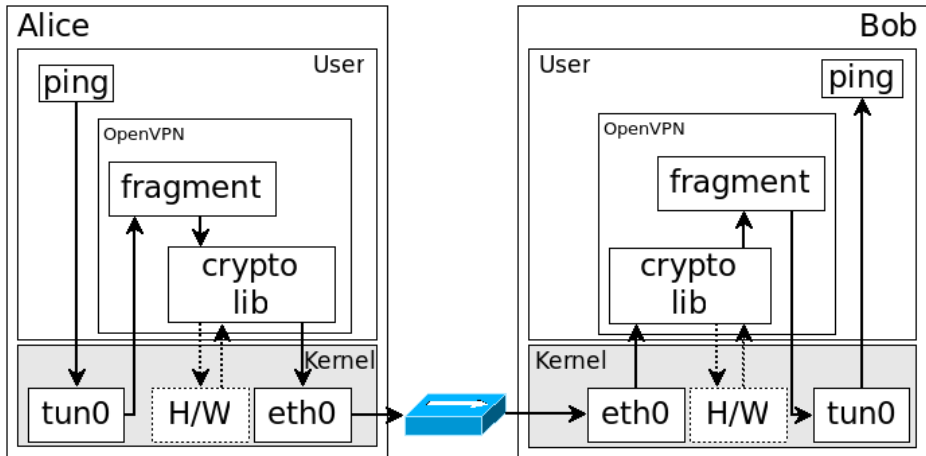 Alice
User
ping
OpenVPN
fragment
crypto
lib
Kernel
tun0
H/W
eth0
Bob
User
ping
OpenVPN
fragment
crypto
lib
Kernel
eth0
H/W
tun0